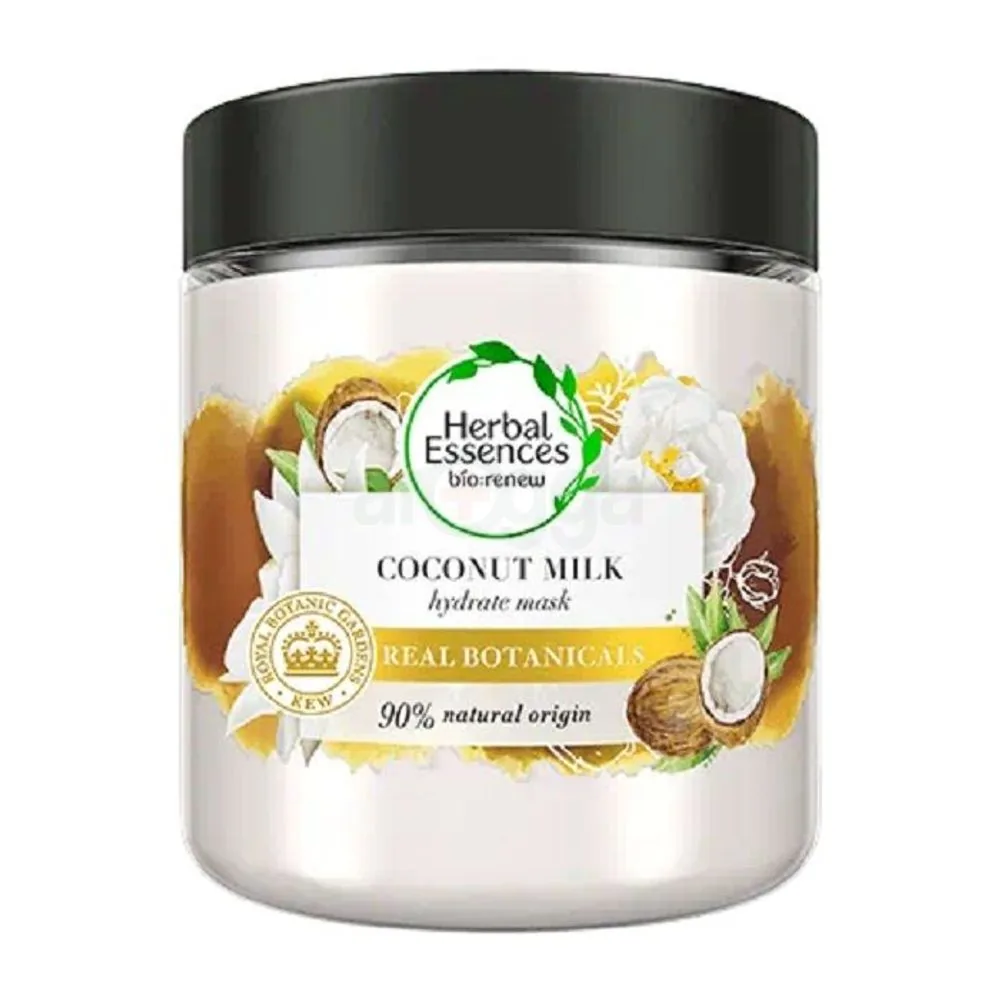 Herbal
Essences
bio:renew
COCONUT MILK
hydrate mask
REAL BOTANICALS
90% natural origin
ROYAL BOTANIC GARDENS
· KEW ·